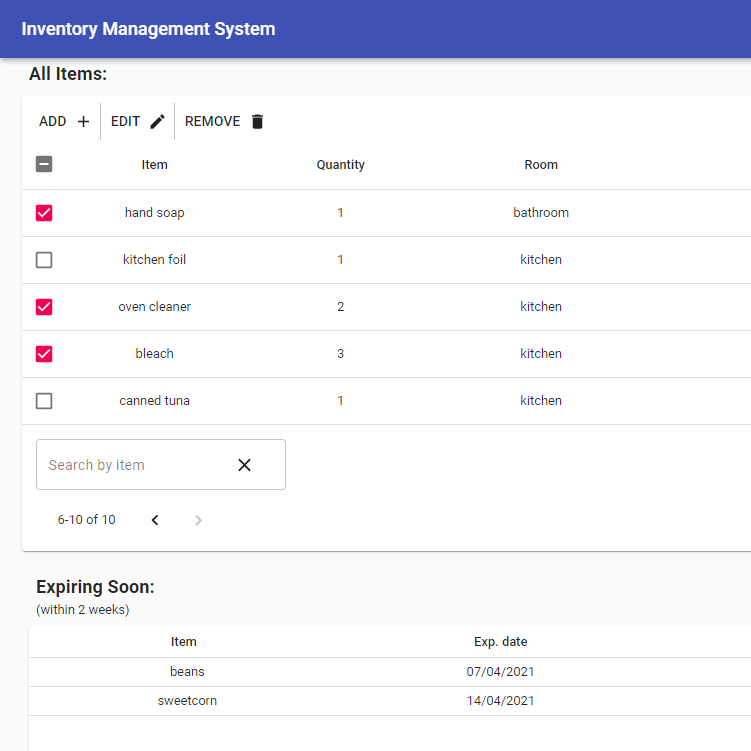 Inventory Management System
All Items:
ADD EDIT REMOVE
Item Quantity Room
hand soap 1 bathroom
kitchen foil 1 kitchen
oven cleaner 2 kitchen
bleach 3 kitchen
canned tuna 1 kitchen
Search by item
6-10 of 10
Expiring Soon:
(within 2 weeks)
Item Exp. date
beans 07/04/2021
sweetcorn 14/04/2021